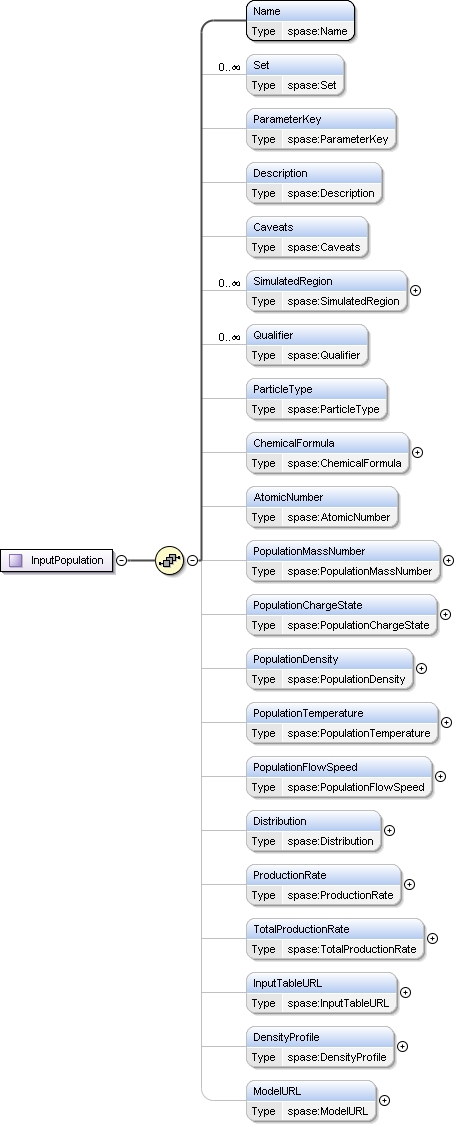 Name
Type spase:Name
0..∞ Set
Type spase:Set
ParameterKey
Type spase:ParameterKey
Description
Type spase:Description
Caveats
Type spase:Caveats
0..∞ SimulatedRegion
Type spase:SimulatedRegion
0..∞ Qualifier
Type spase:Qualifier
ParticleType
Type spase:ParticleType
ChemicalFormula
Type spase:ChemicalFormula
AtomicNumber
Type spase:AtomicNumber
InputPopulation
PopulationMassNumber
Type spase:PopulationMassNumber
PopulationChargeState
Type spase:PopulationChargeState
PopulationDensity
Type spase:PopulationDensity
PopulationTemperature
Type spase:PopulationTemperature
PopulationFlowSpeed
Type spase:PopulationFlowSpeed
Distribution
Type spase:Distribution
ProductionRate
Type spase:ProductionRate
TotalProductionRate
Type spase:TotalProductionRate
InputTableURL
Type spase:InputTableURL
DensityProfile
Type spase:DensityProfile
ModelURL
Type spase:ModelURL